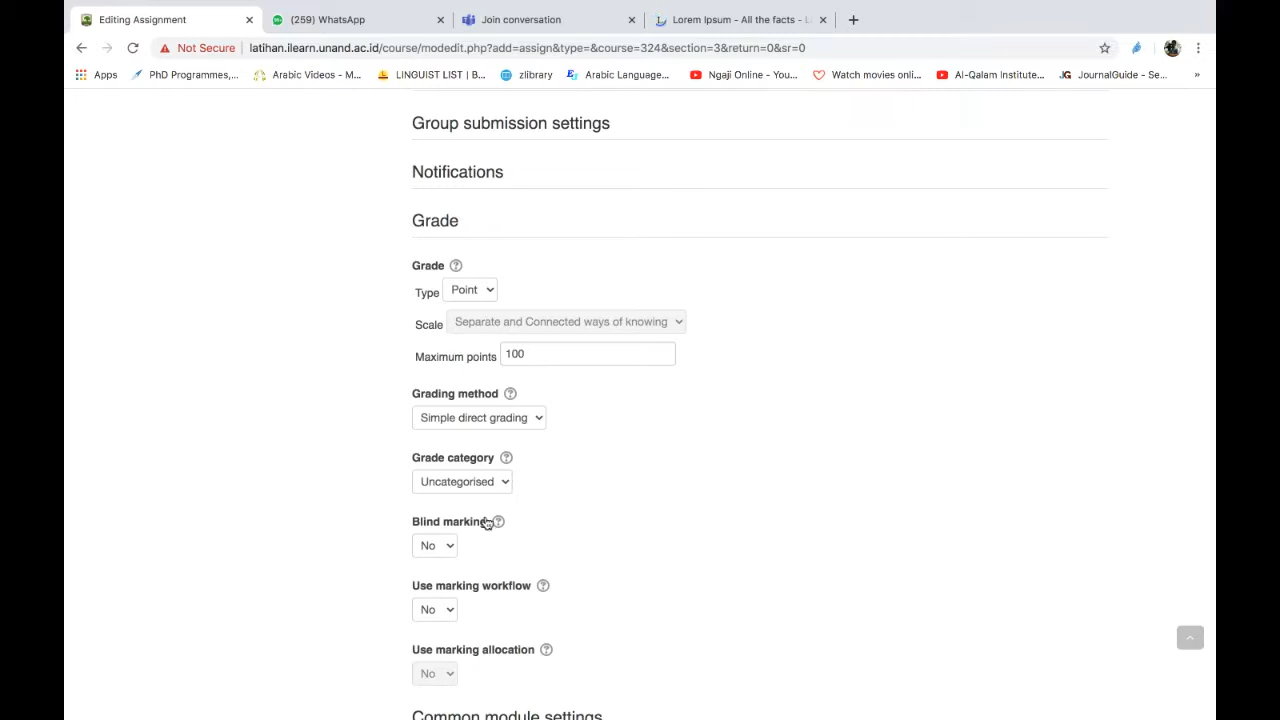 Editing Assignment
(259) WhatsApp
Join conversation
Lorem Ipsum - All the facts - L
Not Secure
latihan.ilearn.unand.ac.id/course/modedit.php?add=assign&type=&course=324&section=3&return=0&sr=0
Apps
PhD Programmes,...
Arabic Videos - M...
LINGUIST LIST | B...
zlibrary
Arabic Language...
Ngaji Online - You...
Watch movies onli...
Al-Qalam Institute...
JournalGuide - Se...
»
Group submission settings
Notifications
Grade
Grade
Type Point
Scale Separate and Connected ways of knowing
Maximum points 100
Grading method
Simple direct grading
Grade category
Uncategorised
Blind marking
No
Use marking workflow
No
Use marking allocation
No
Common module settings